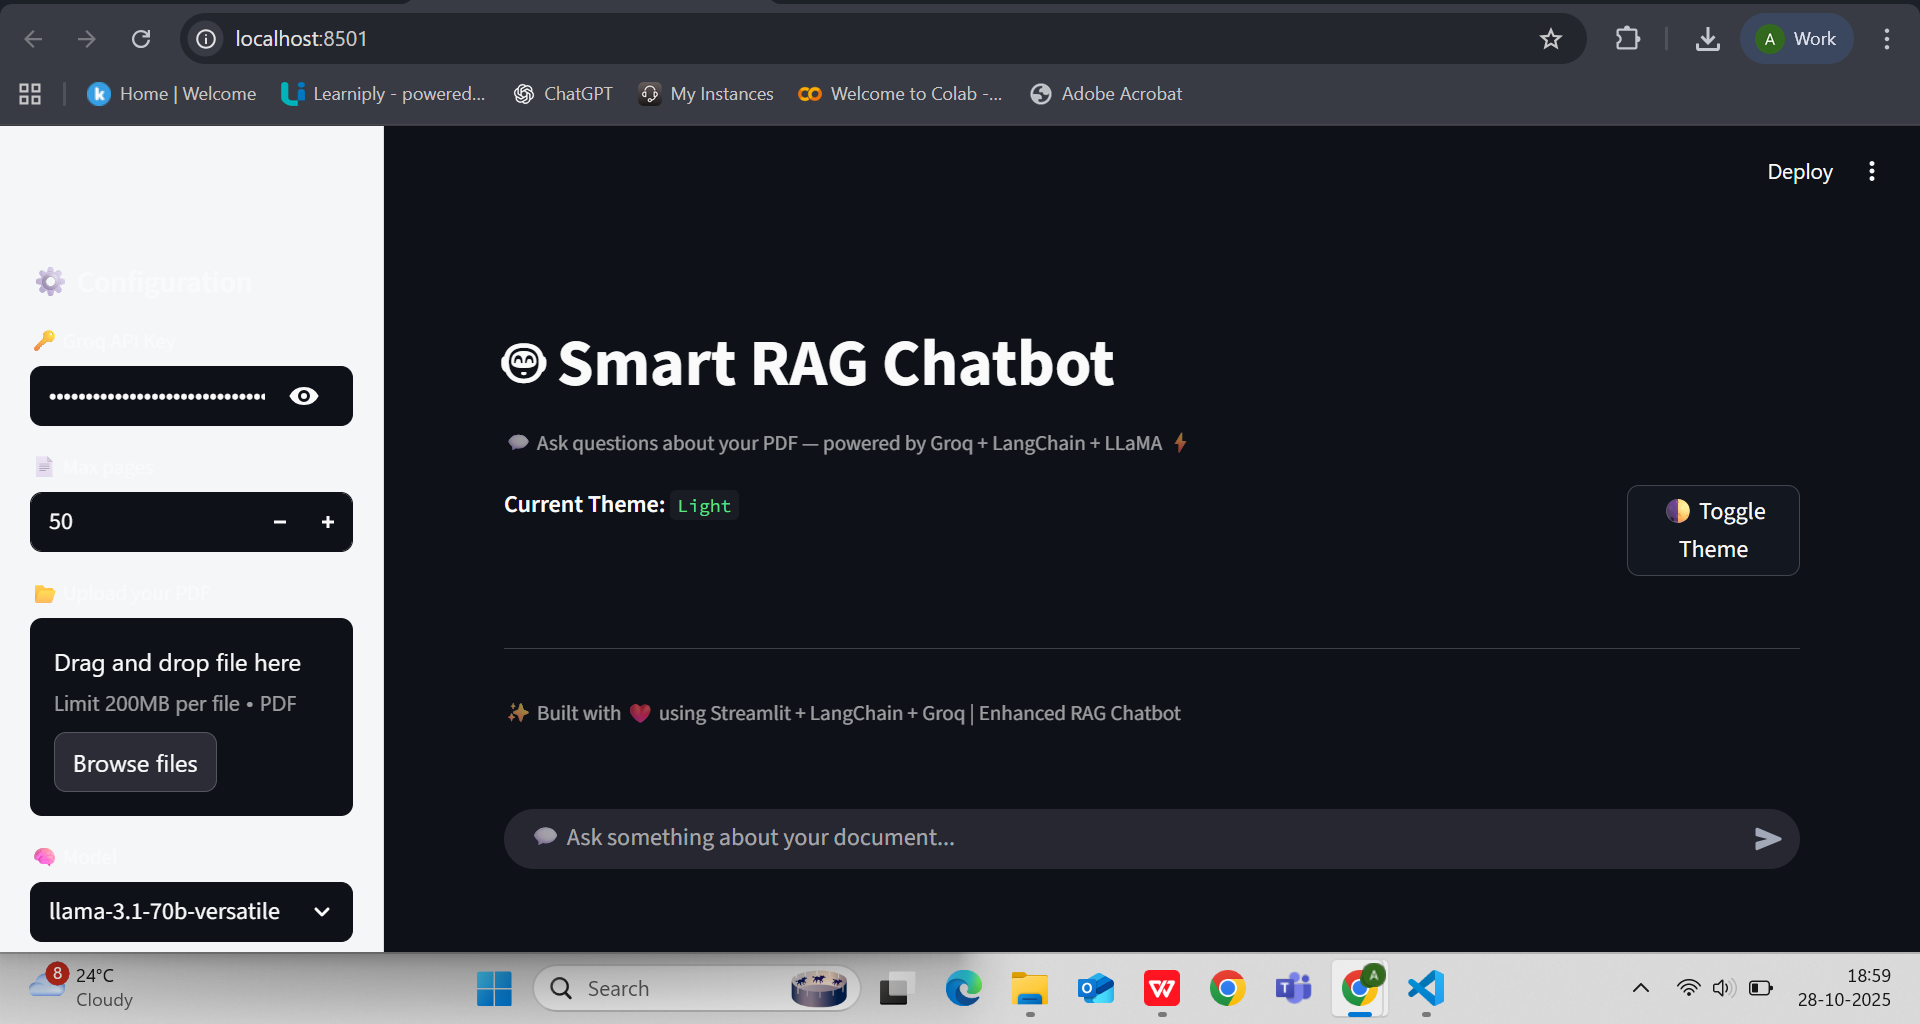 localhost:8501
A
Work
Home | Welcome
Learniply - powered...
ChatGPT
My Instances
Welcome to Colab -...
Adobe Acrobat
Deploy
Configuration
Groq API Key
Max pages
50
Upload your PDF
Drag and drop file here
Limit 200MB per file • PDF
Browse files
Model
llama-3.1-70b-versatile
Smart RAG Chatbot
Ask questions about your PDF — powered by Groq + LangChain + LLaMA
Current Theme: Light
Toggle
Theme
Built with ❤ using Streamlit + LangChain + Groq | Enhanced RAG Chatbot
Ask something about your document...
8
24°C
Cloudy
Search
A
18:59
28-10-2025